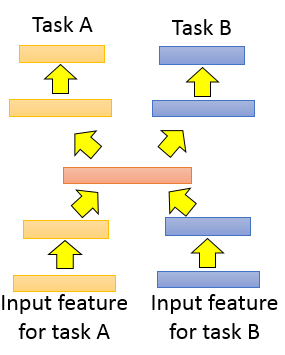 Task A
Task B
Input feature
for task A
Input feature
for task B